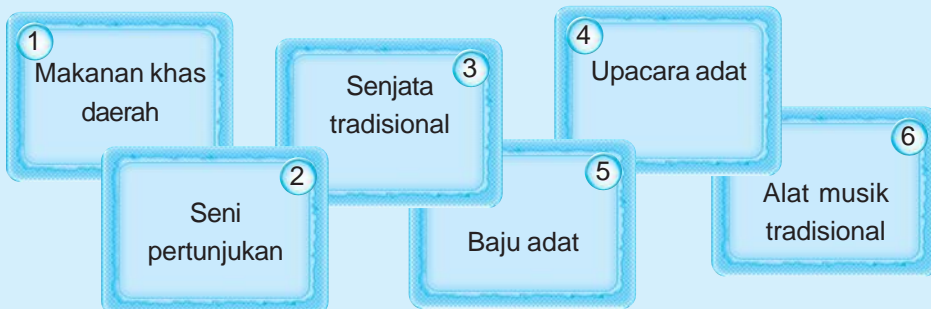 1
Makanan khas
daerah
2
Seni
pertunjukan
3
Senjata
tradisional
4
Upacara adat
5
Baju adat
6
Alat musik
tradisional